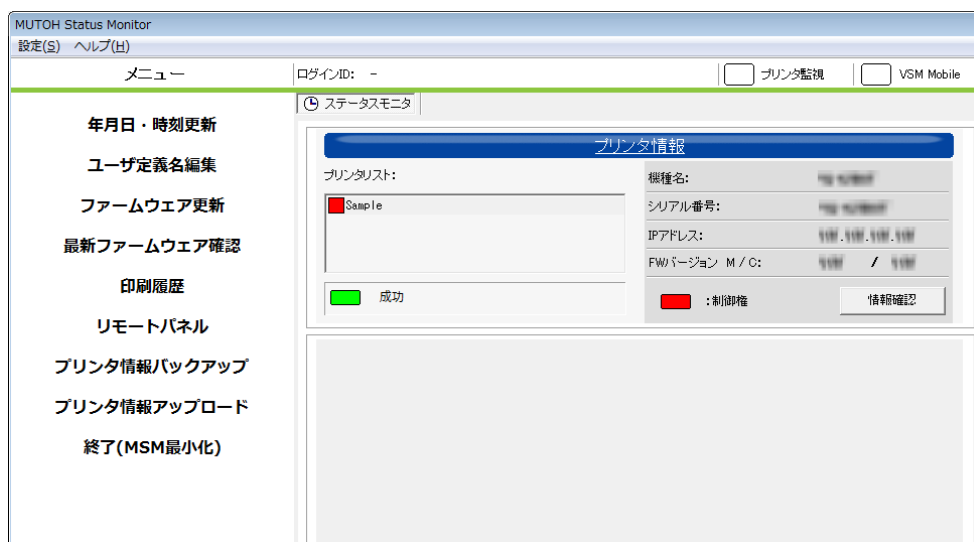 MUTOH Status Monitor
設定(S) ヘルプ(H)
メニュー
ログインID: -
プリンタ監視
VSM Mobile
ステータスモニタ
年月日・時刻更新
ユーザ定義名編集
ファームウェア更新
最新ファームウェア確認
印刷履歴
リモートパネル
プリンタ情報バックアップ
プリンタ情報アップロード
終了(MSM最小化)
プリンタ情報
プリンタリスト:
Sample
成功
機種名:
シリアル番号:
IPアドレス:
FWバージョン M / C: /
:制御権
情報確認